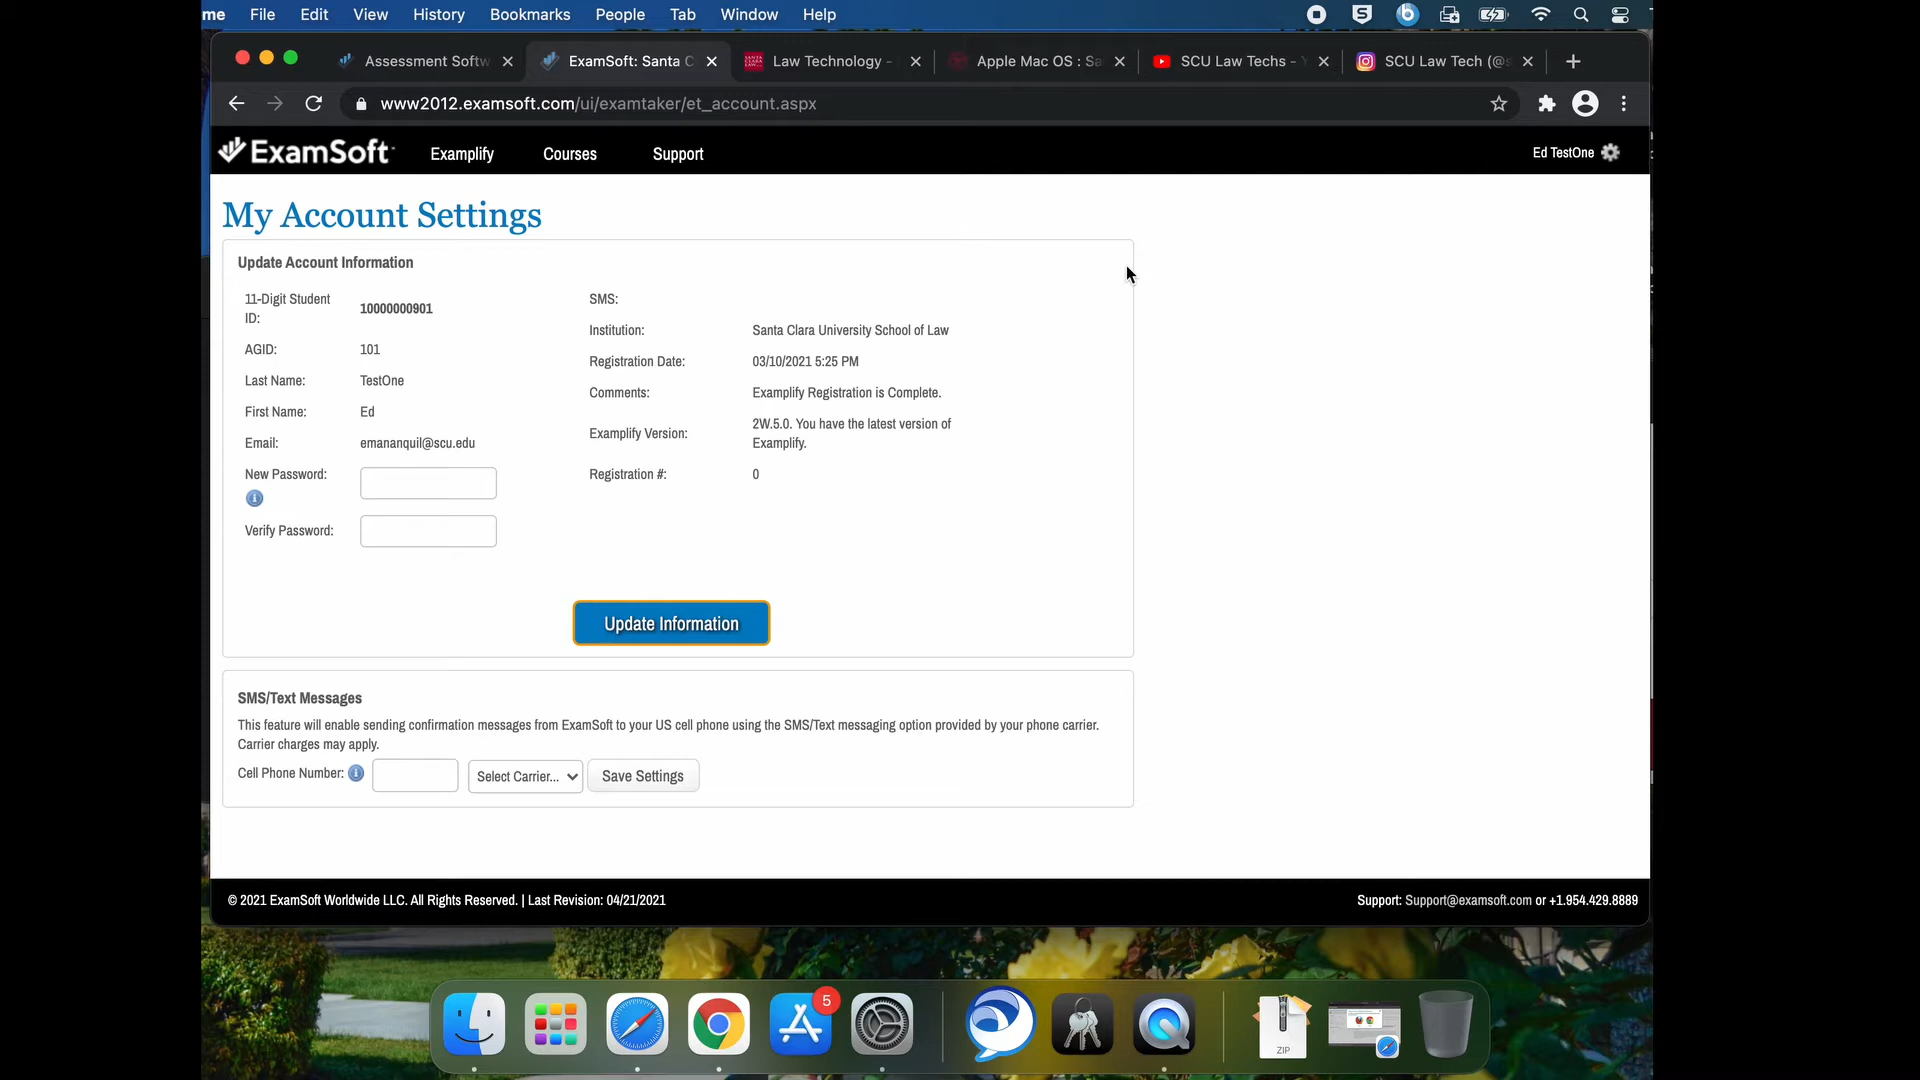 me File Edit View History Bookmarks People Tab Window Help
Assessment Softw ExamSoft: Santa C Law Technology - Apple Mac OS : Sa SCU Law Techs - SCU Law Tech (@s
www2012.examsoft.com/ui/examtaker/et_account.aspx
ExamSoft Examplify Courses Support Ed TestOne
My Account Settings
Update Account Information
11-Digit Student
ID:
10000000901
AGID: 101
Last Name: TestOne
First Name: Ed
Email: emananquil@scu.edu
New Password:
Verify Password:
SMS:
Institution: Santa Clara University School of Law
Registration Date: 03/10/2021 5:25 PM
Comments: Examplify Registration is Complete.
Examplify Version:
2W.5.0. You have the latest version of
Examplify.
Registration #: 0
Update Information
SMS/Text Messages
This feature will enable sending confirmation messages from ExamSoft to your US cell phone using the SMS/Text messaging option provided by your phone carrier.
Carrier charges may apply.
Cell Phone Number: Select Carrier... Save Settings
© 2021 ExamSoft Worldwide LLC. All Rights Reserved. | Last Revision: 04/21/2021 Support: Support@examsoft.com or +1.954.429.8889
5
ZIP